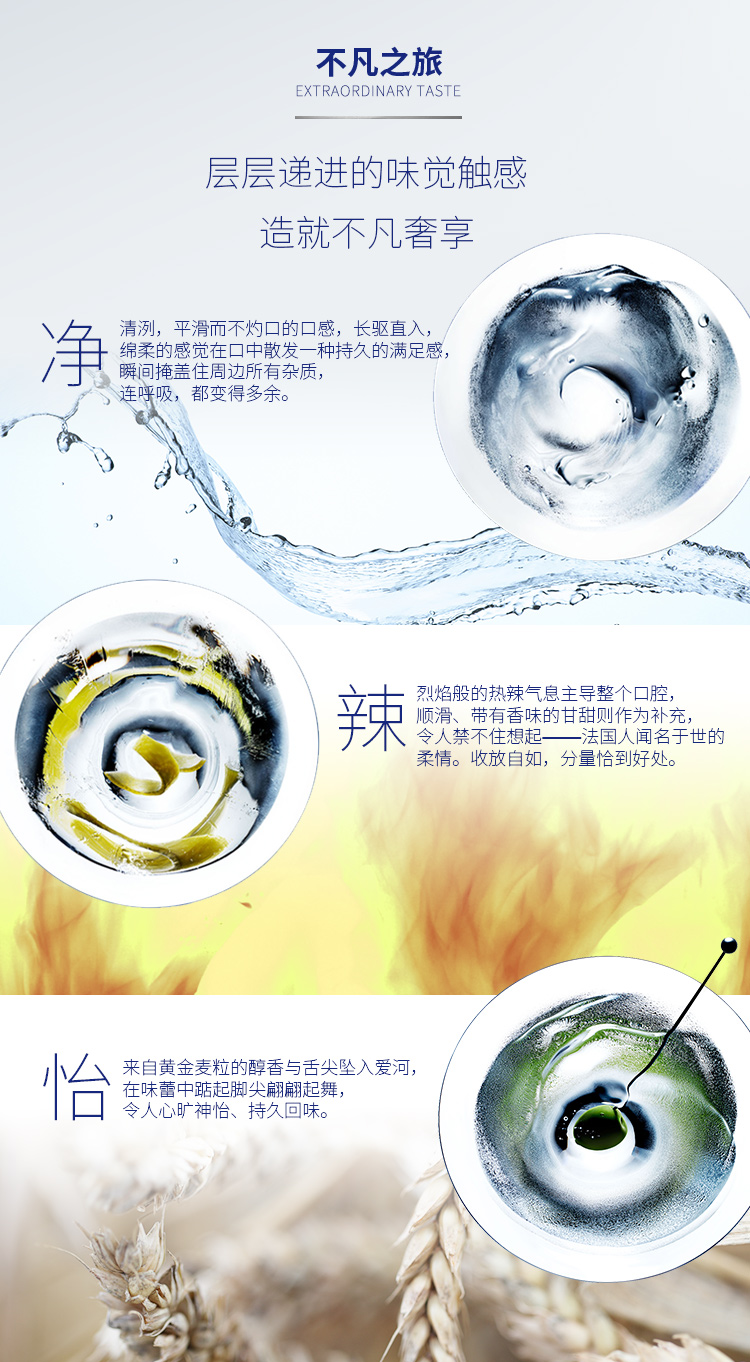 不凡之旅
EXTRAORDINARY TASTE
层层递进的味觉触感
造就不凡奢享
净
清洌，平滑而不灼口的口感，长驱直入，
绵柔的感觉在口中散发一种持久的满足感，
瞬间掩盖住周边所有杂质，
连呼吸，都变得多余。
辣
烈焰般的热辣气息主导整个口腔，
顺滑、带有香味的甘甜则作为补充，
令人禁不住想起——法国人闻名于世的
柔情。收放自如，分量恰到好处。
怡
来自黄金麦粒的醇香与舌尖坠入爱河，
在味蕾中踮起脚尖翩翩起舞，
令人心旷神怡、持久回味。